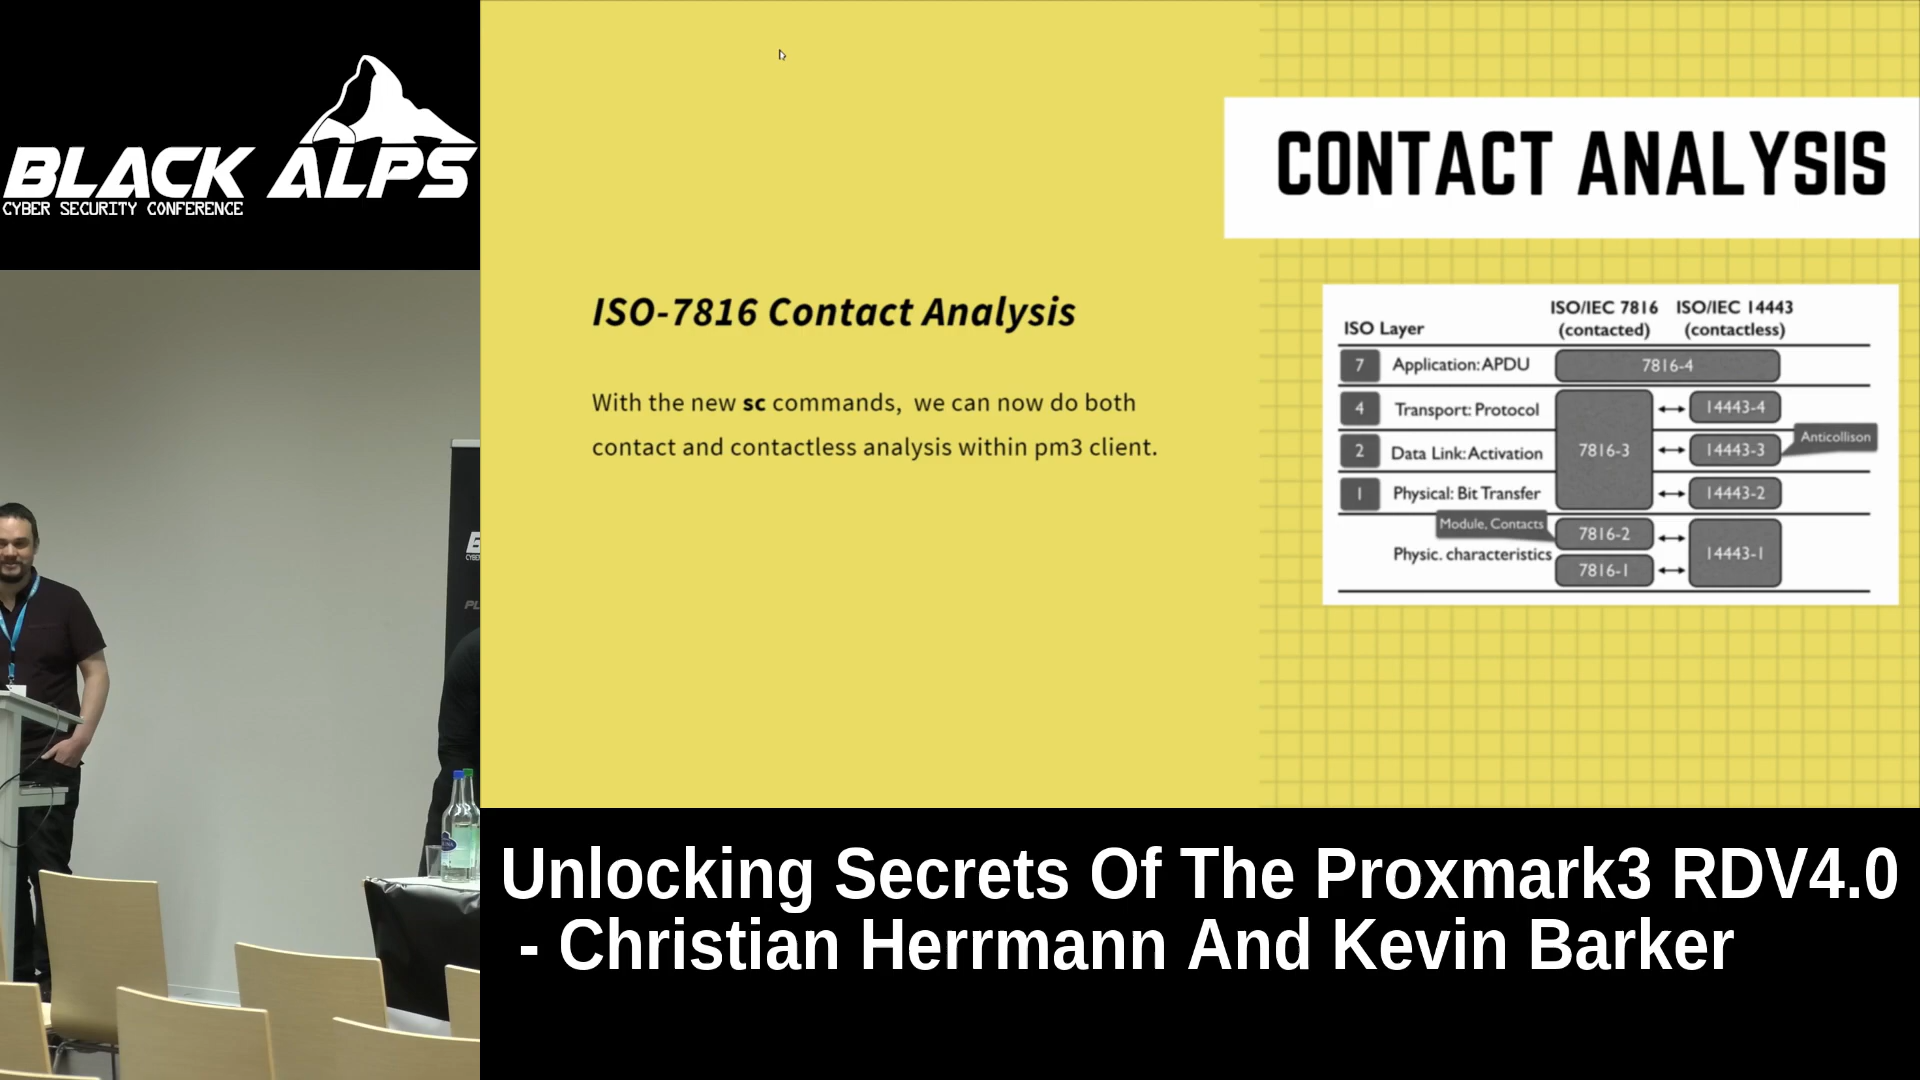 BLACK ALPS
CYBER SECURITY CONFERENCE
CONTACT ANALYSIS
ISO-7816 Contact Analysis
With the new sc commands, we can now do both
contact and contactless analysis within pm3 client.
ISO Layer
ISO/IEC 7816
(contacted)
ISO/IEC 14443
(contactless)
7 Application: APDU 7816-4
4 Transport: Protocol 14443-4
2 Data Link: Activation 7816-3 14443-3 Anticollison
1 Physical: Bit Transfer 14443-2
Module, Contacts 7816-2
Physic. characteristics 14443-1
7816-1
Unlocking Secrets Of The Proxmark3 RDV4.0
- Christian Herrmann And Kevin Barker